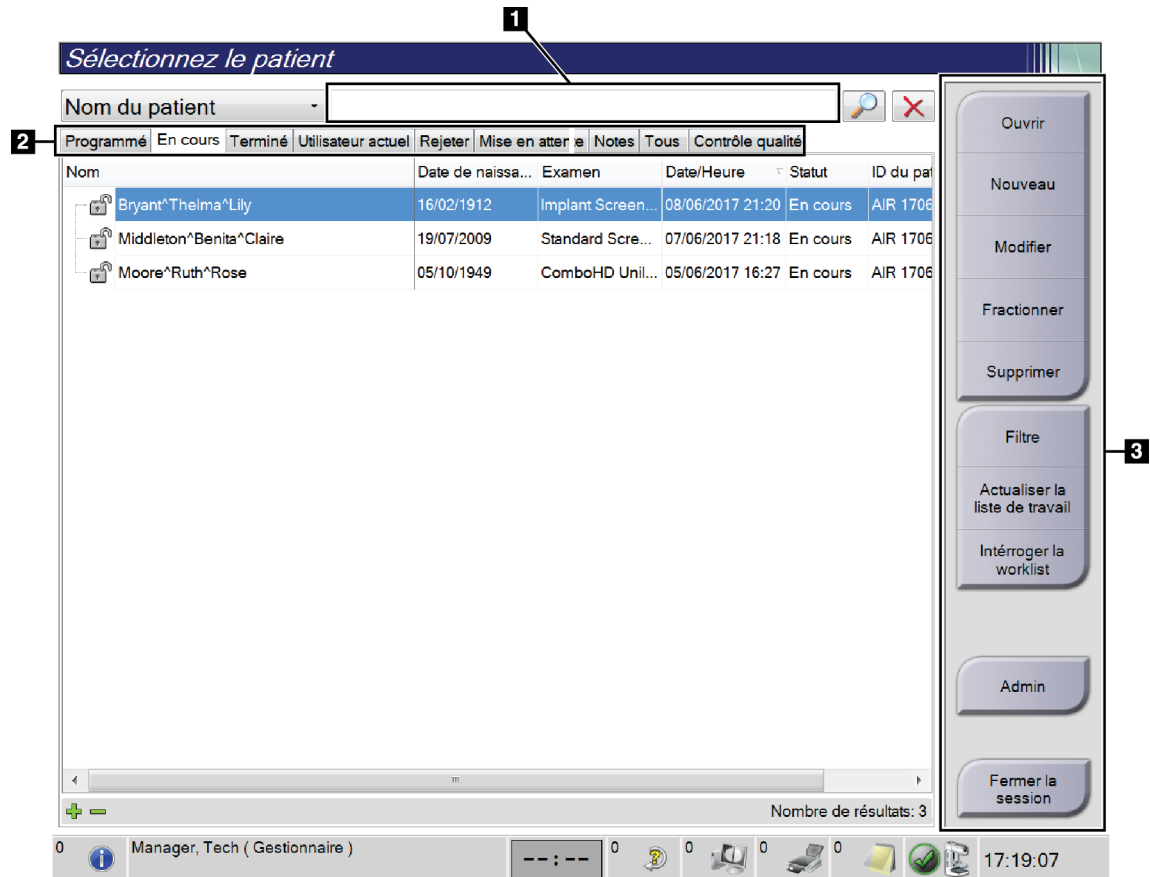 1
Sélectionnez le patient
Nom du patient
2
Programmé En cours Terminé Utilisateur actuel Rejeter Mise en attente Notes Tous Contrôle qualité
Nom Date de naissa... Examen Date/Heure Statut ID du pat
Bryant^Thelma^Lily 16/02/1912 Implant Screen... 08/06/2017 21:20 En cours AIR 1706
Middleton^Benita^Claire 19/07/2009 Standard Scre... 07/06/2017 21:18 En cours AIR 1706
Moore^Ruth^Rose 05/10/1949 ComboHD Unil... 05/06/2017 16:27 En cours AIR 1706
Nombre de résultats: 3
Ouvrir
Nouveau
Modifier
Fractionner
Supprimer
Filtre
Actualiser la
liste de travail
Intérroger la
worklist
Admin
Fermer la
session
3
0 Manager, Tech ( Gestionnaire ) --:-- 0 0 0 0 17:19:07